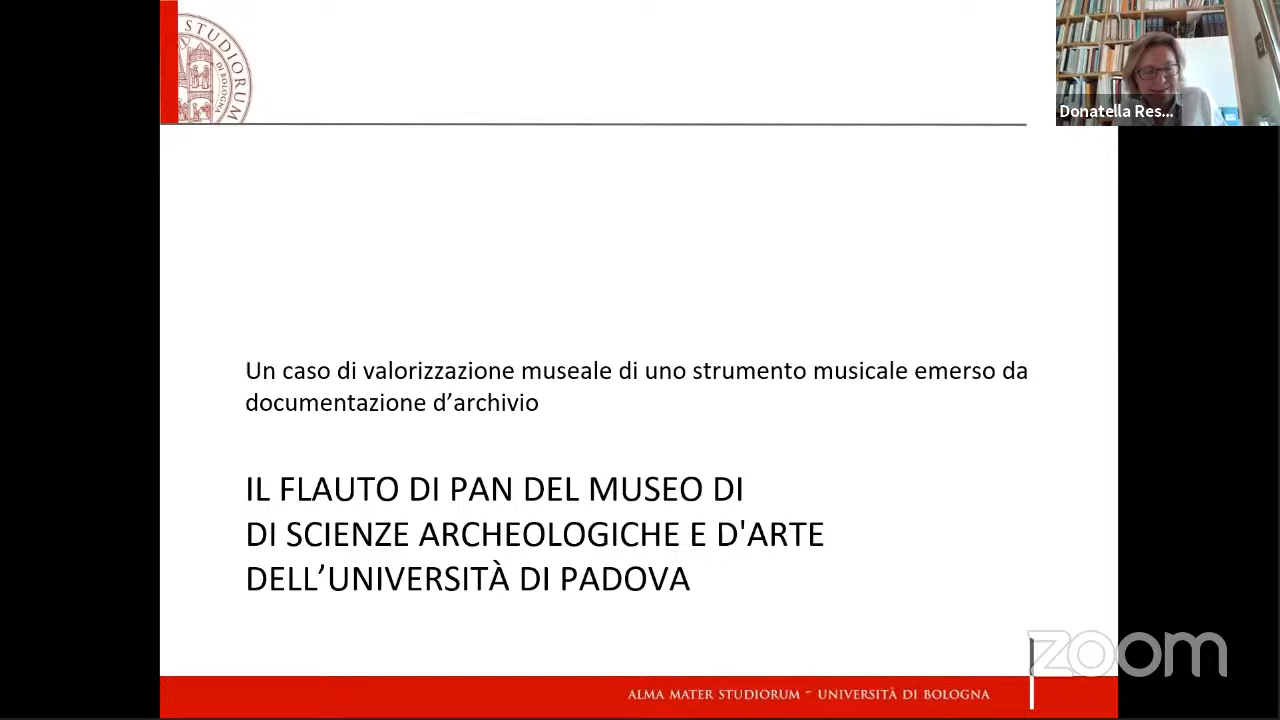 STUDIORUM
DI BOLOGNA
Donatella Res...
Un caso di valorizzazione museale di uno strumento musicale emerso da
documentazione d’archivio
IL FLAUTO DI PAN DEL MUSEO DI
DI SCIENZE ARCHEOLOGICHE E D'ARTE
DELL’UNIVERSITÀ DI PADOVA
zoom
ALMA MATER STUDIORUM ~ UNIVERSITÀ DI BOLOGNA